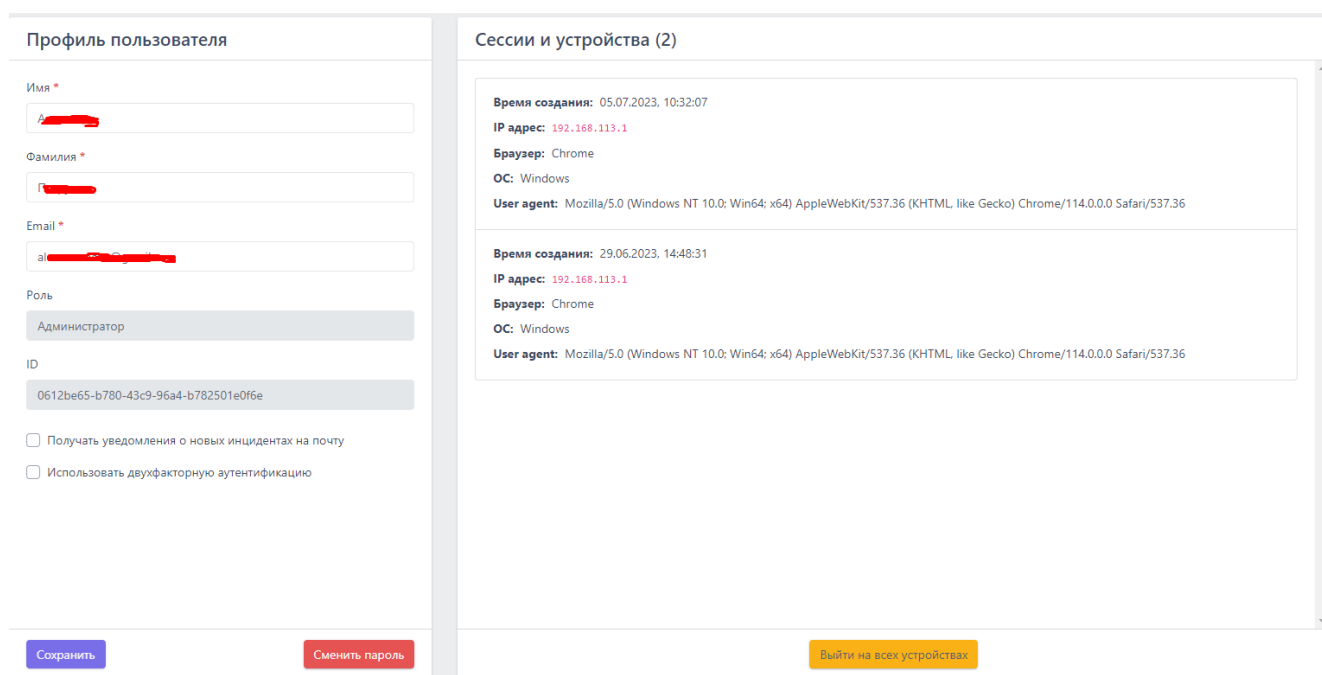 Профиль пользователя
Имя *
Фамилия *
Email *
Роль
Администратор
ID
0612be65-b780-43c9-96a4-b782501e0f6e
Получать уведомления о новых инцидентах на почту
Использовать двухфакторную аутентификацию
Сохранить
Сменить пароль
Сессии и устройства (2)
Время создания: 05.07.2023, 10:32:07
IP адрес: 192.168.113.1
Браузер: Chrome
ОС: Windows
User agent: Mozilla/5.0 (Windows NT 10.0; Win64; x64) AppleWebKit/537.36 (KHTML, like Gecko) Chrome/114.0.0.0 Safari/537.36
Время создания: 29.06.2023, 14:48:31
IP адрес: 192.168.113.1
Браузер: Chrome
ОС: Windows
User agent: Mozilla/5.0 (Windows NT 10.0; Win64; x64) AppleWebKit/537.36 (KHTML, like Gecko) Chrome/114.0.0.0 Safari/537.36
Выйти на всех устройствах